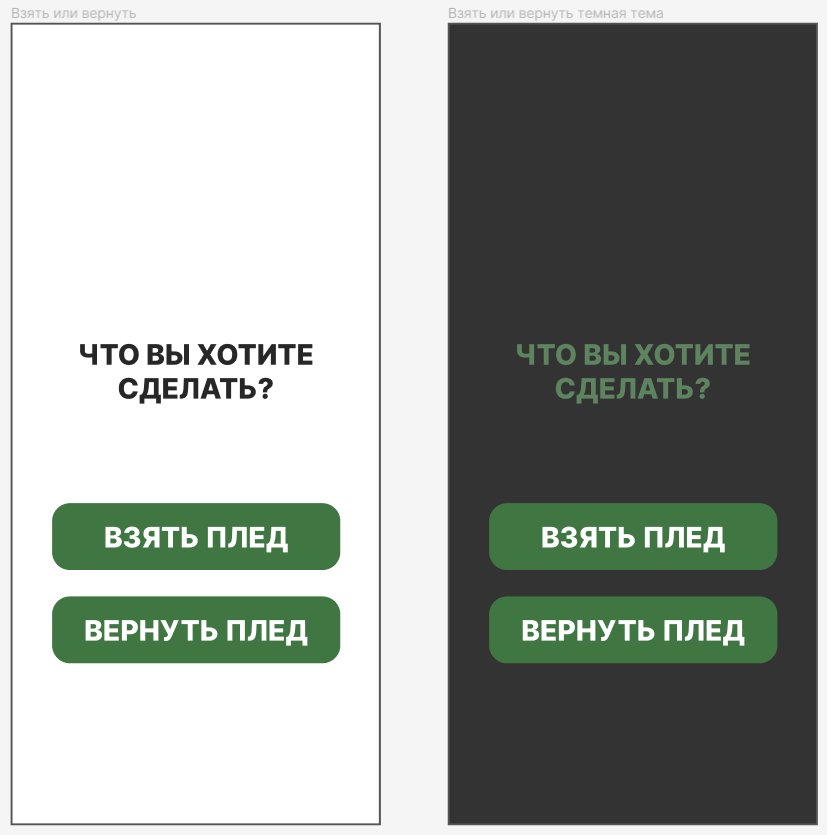 Взять или вернуть
ЧТО ВЫ ХОТИТЕ
СДЕЛАТЬ?
ВЗЯТЬ ПЛЕД
ВЕРНУТЬ ПЛЕД
Взять или вернуть темная тема
ЧТО ВЫ ХОТИТЕ
СДЕЛАТЬ?
ВЗЯТЬ ПЛЕД
ВЕРНУТЬ ПЛЕД